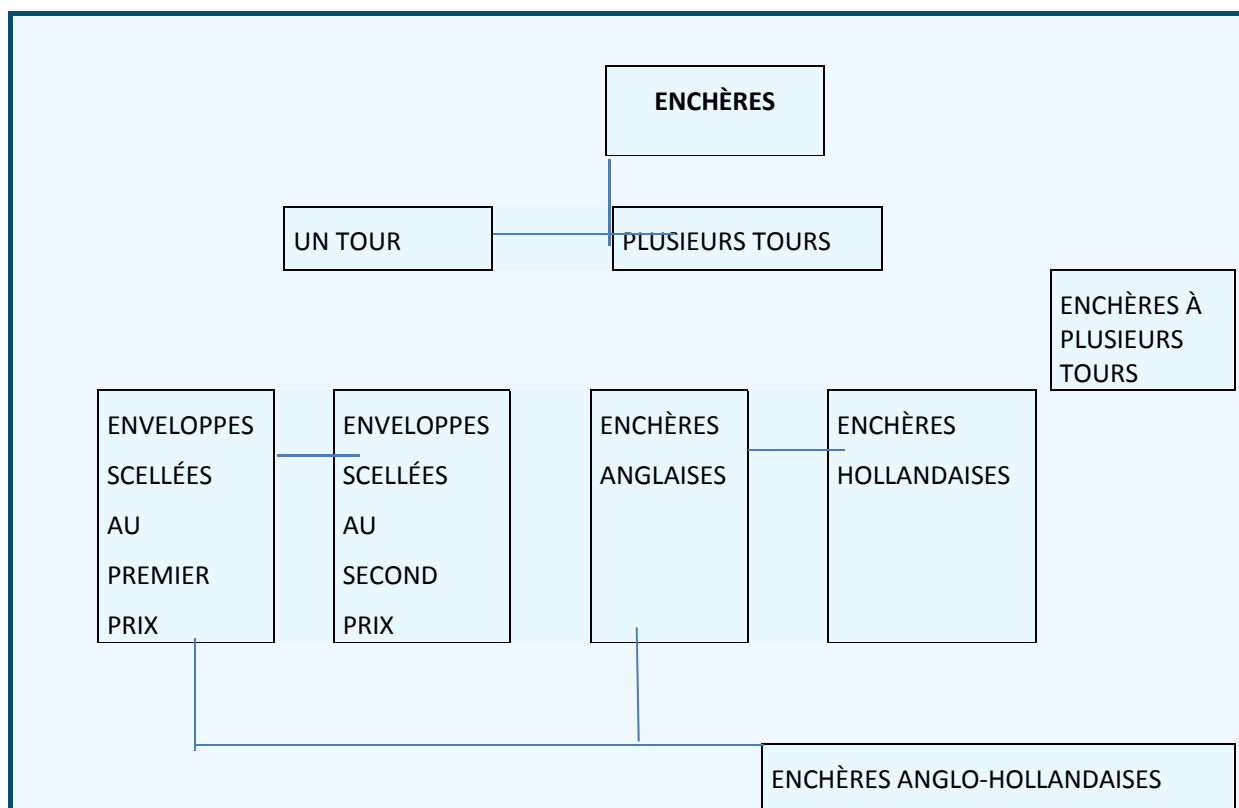 ENCHÈRES
UN TOUR
PLUSIEURS TOURS
ENCHÈRES À
PLUSIEURS
TOURS
ENVELOPPES
SCELLÉES
AU
PREMIER
PRIX
ENVELOPPES
SCELLÉES
AU
SECOND
PRIX
ENCHÈRES
ANGLAISES
ENCHÈRES
HOLLANDAISES
ENCHÈRES ANGLO-HOLLANDAISES